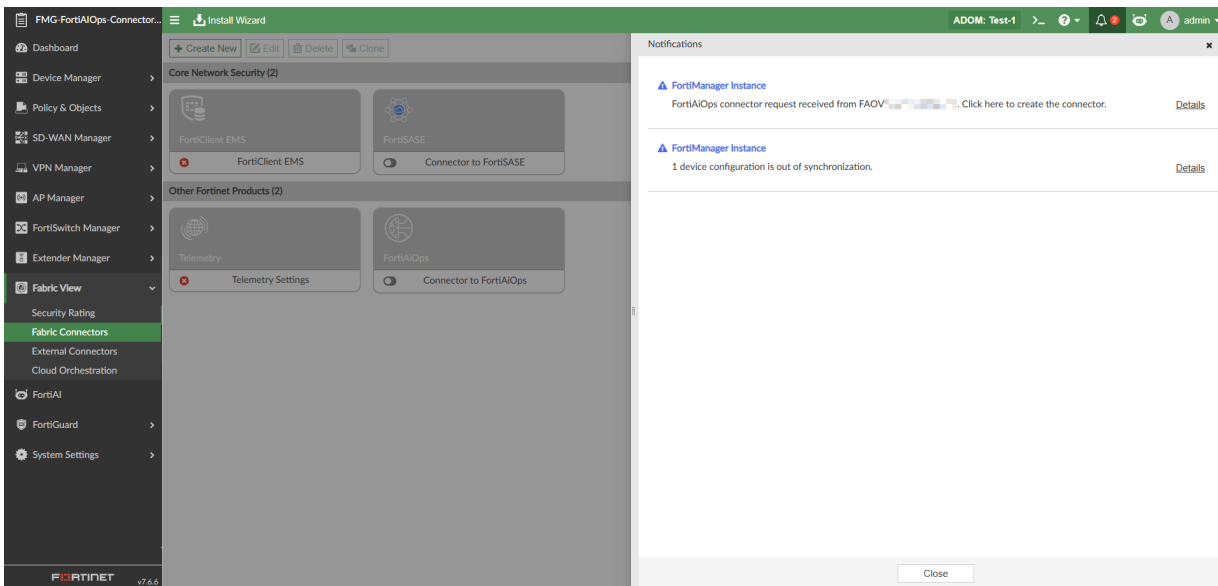 FMG-FortiAIOps-Connector...
Install Wizard
ADOM: Test-1
>_
2
A
admin
Dashboard
Device Manager
Policy & Objects
SD-WAN Manager
VPN Manager
AP Manager
FortiSwitch Manager
Extender Manager
Fabric View
Security Rating
Fabric Connectors
External Connectors
Cloud Orchestration
FortiAI
FortiGuard
System Settings
FORTINET
v7.6.6
+ Create New
Edit
Delete
Clone
Core Network Security (2)
FortiClient EMS
FortiClient EMS
FortiSASE
Connector to FortiSASE
Other Fortinet Products (2)
Telemetry
Telemetry Settings
FortiAiOps
Connector to FortiAiOps
Notifications
FortiManager Instance
FortiAiOps connector request received from FAOV . Click here to create the connector.
Details
FortiManager Instance
1 device configuration is out of synchronization.
Details
Close